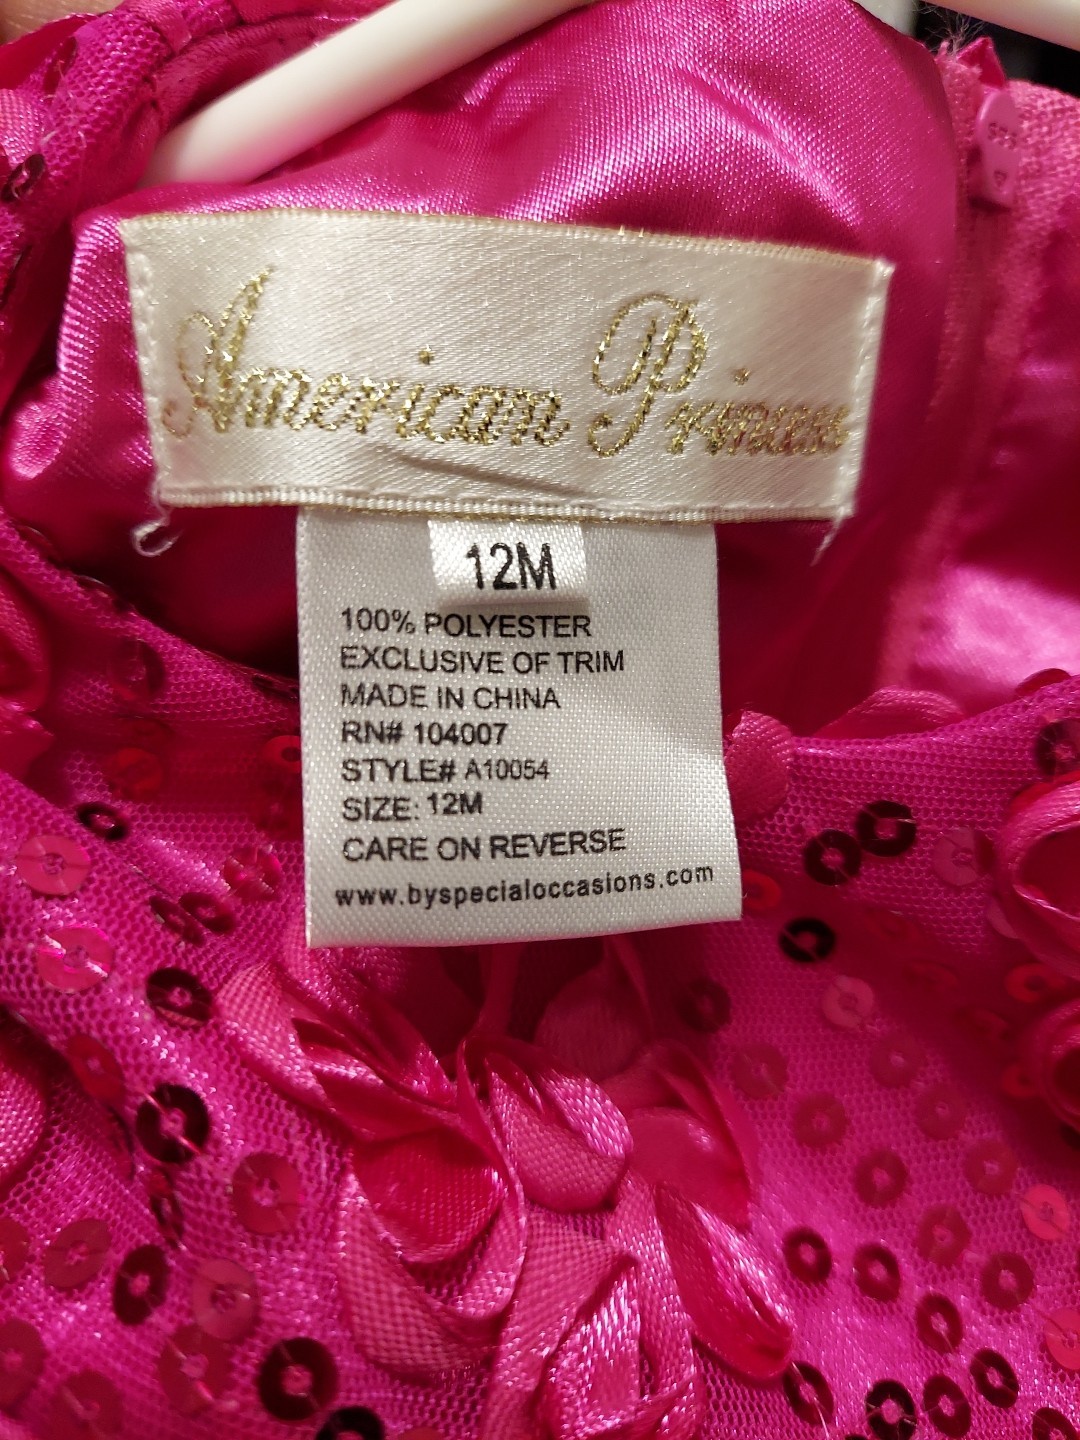 American Princess
12M
100% POLYESTER
EXCLUSIVE OF TRIM
MADE IN CHINA
RN# 104007
STYLE# A10054
SIZE: 12M
CARE ON REVERSE
www.byspecialoccasions.com